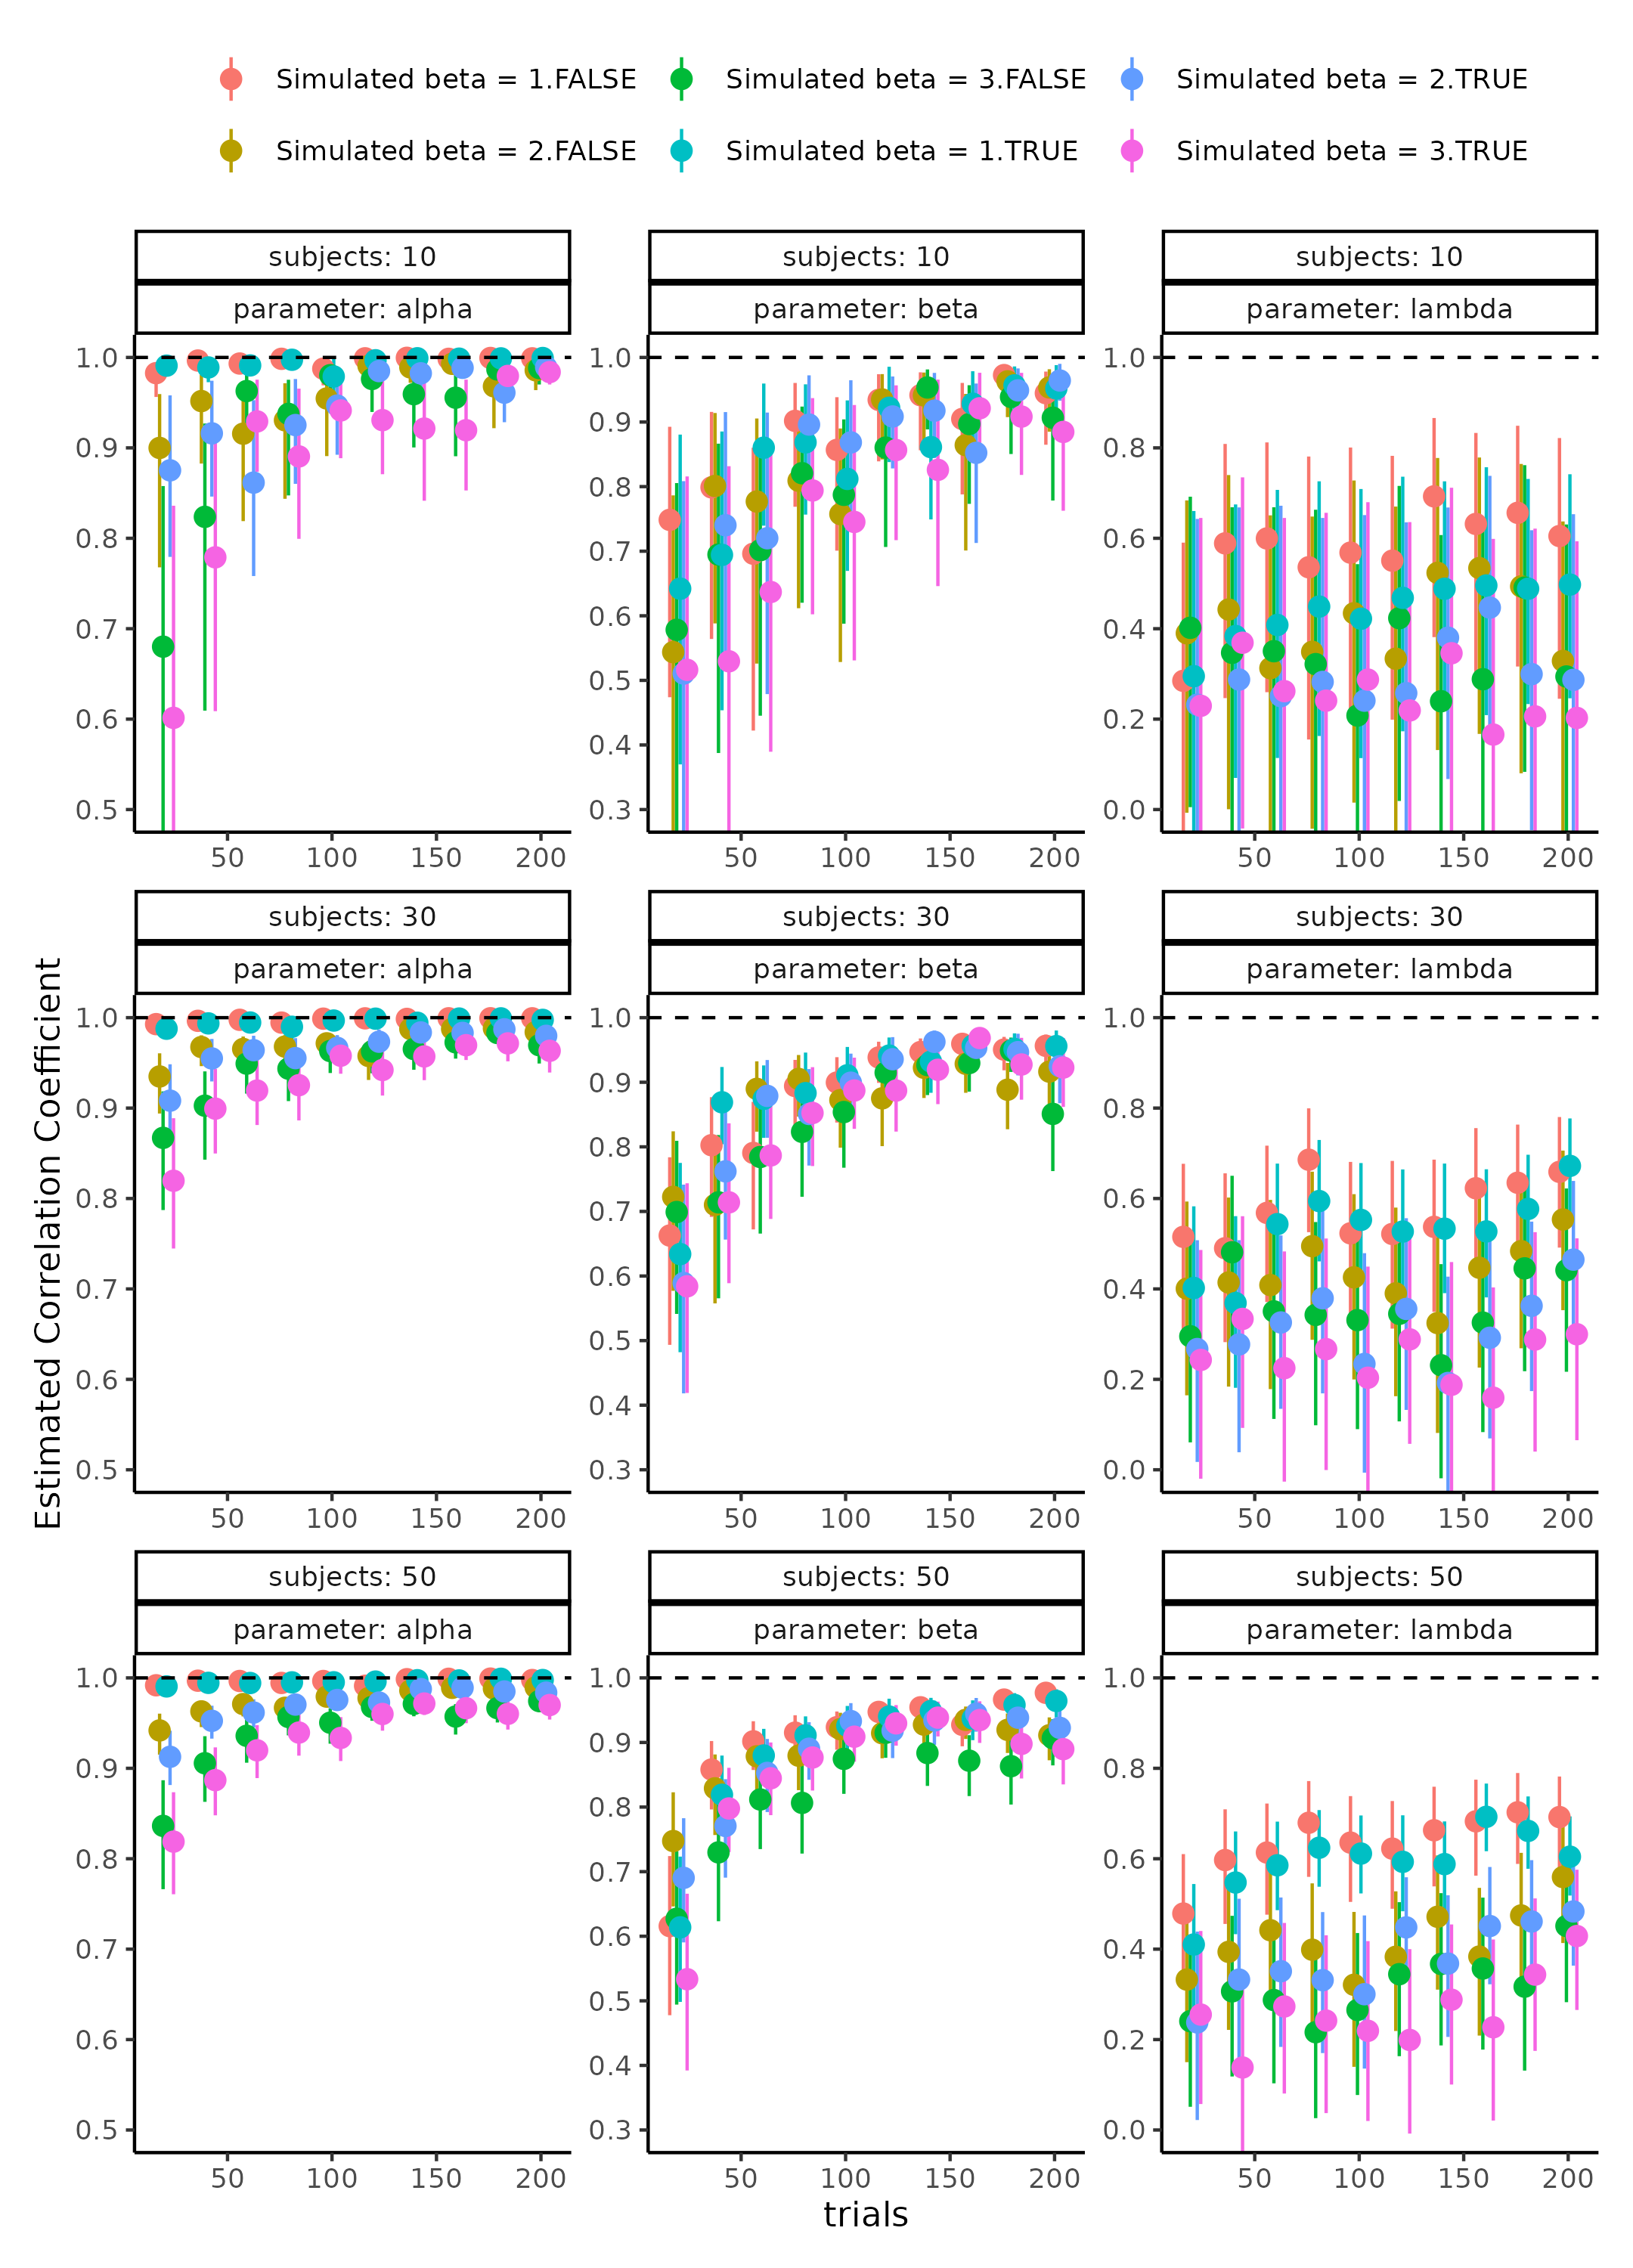 Simulated beta = 1.FALSE Simulated beta = 3.FALSE Simulated beta = 2.TRUE
Simulated beta = 2.FALSE Simulated beta = 1.TRUE Simulated beta = 3.TRUE
subjects: 10 subjects: 10 subjects: 10
parameter: alpha parameter: beta parameter: lambda
1.0 1.0 1.0
0.9 0.9 0.8
0.8 0.8 0.6
0.7 0.7 0.4
0.6 0.6 0.2
0.5 0.5 0.0
0.4
0.3
50 100 150 200 50 100 150 200 50 100 150 200
subjects: 30 subjects: 30 subjects: 30
parameter: alpha parameter: beta parameter: lambda
Estimated Correlation Coefficient
1.0 1.0 1.0
0.9 0.9 0.8
0.8 0.8 0.6
0.7 0.7 0.4
0.6 0.6 0.2
0.5 0.5 0.0
0.4
0.3
50 100 150 200 50 100 150 200 50 100 150 200
subjects: 50 subjects: 50 subjects: 50
parameter: alpha parameter: beta parameter: lambda
1.0 1.0 1.0
0.9 0.9 0.8
0.8 0.8 0.6
0.7 0.7 0.4
0.6 0.6 0.2
0.5 0.5 0.0
0.4
0.3
50 100 150 200 50 100 150 200 50 100 150 200
trials